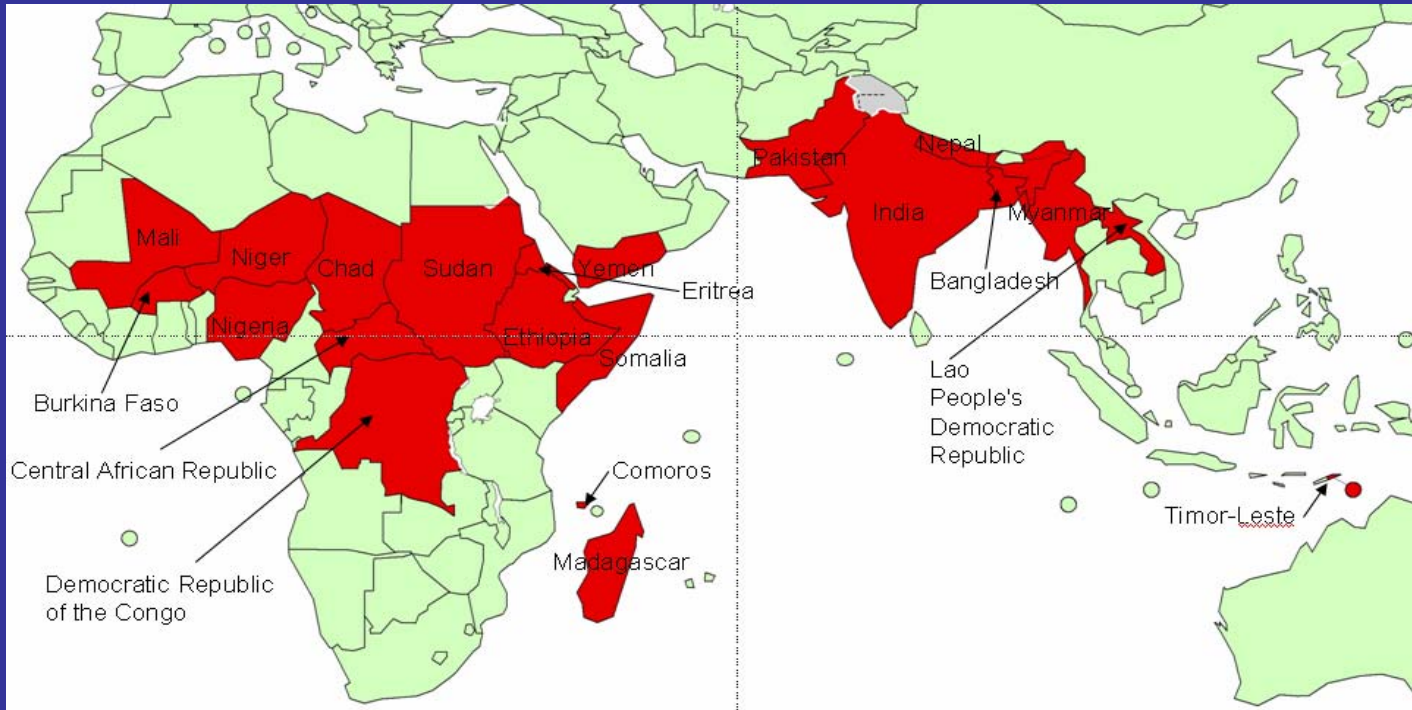 Nepal
Pakistan
India
Myanmar
Mali
Niger
Chad
Sudan
Yemen
Bangladesh
Eritrea
Nigeria
Ethiopia
Somalia
Lao
People's
Democratic
Republic
Burkina Faso
Central African Republic
Comoros
Timor-Leste
Madagascar
Democratic Republic
of the Congo